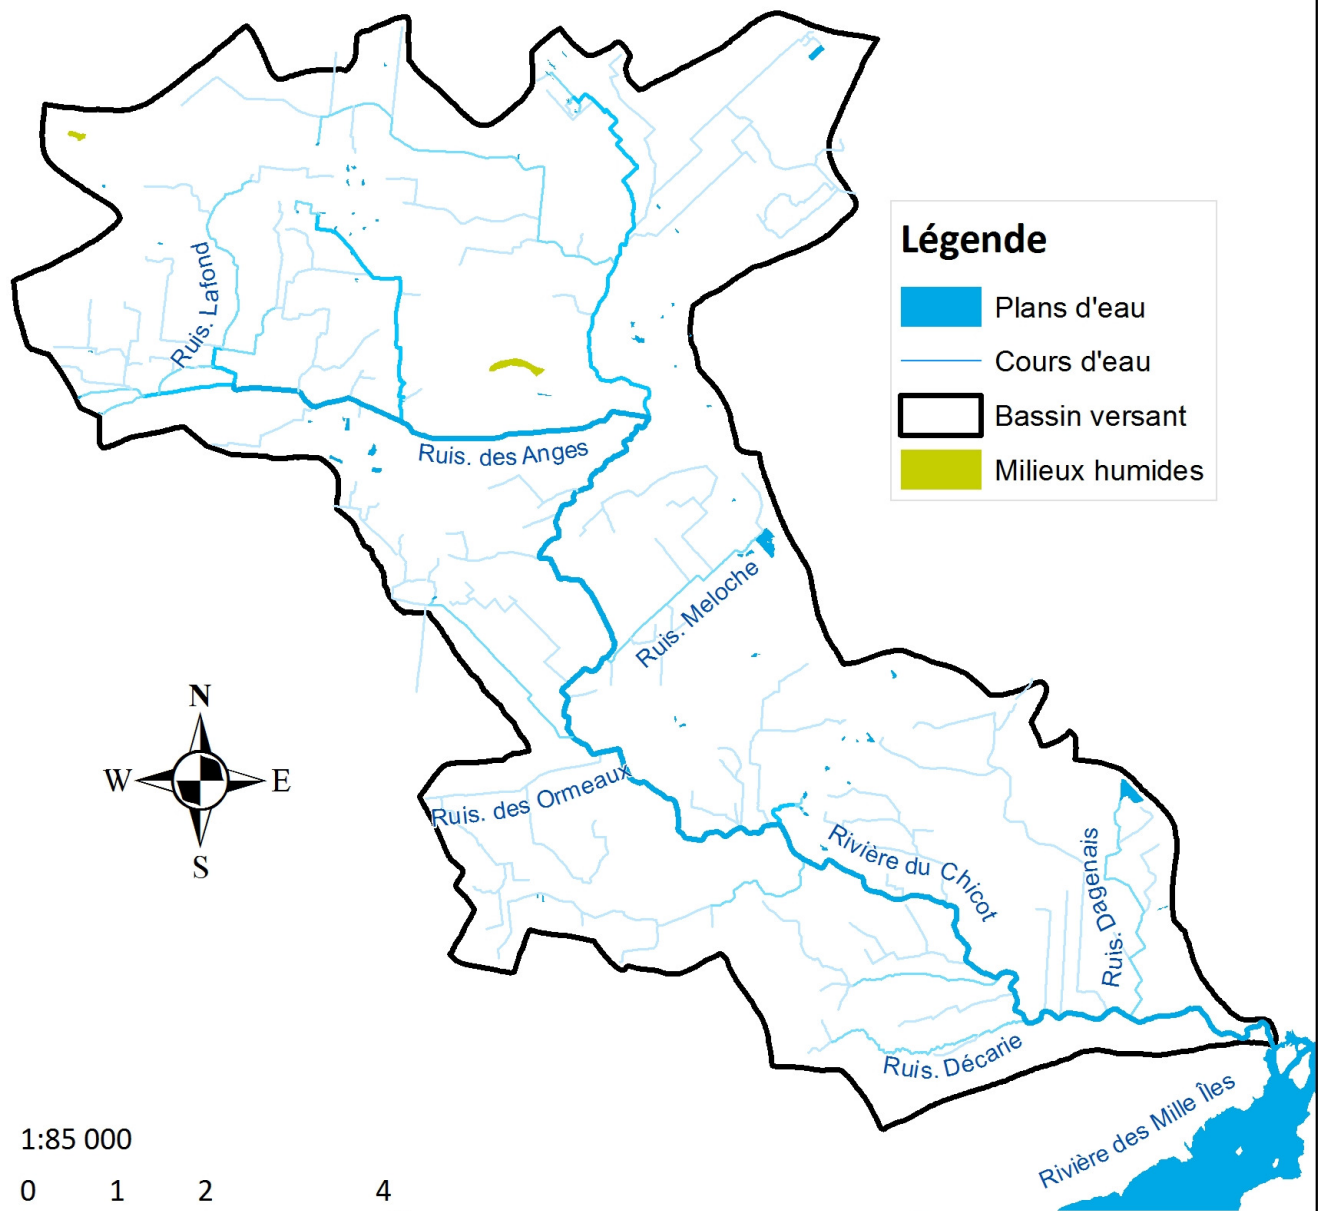 Légende
Plans d'eau
Cours d'eau
Bassin versant
Milieux humides
Ruis. Lafond
Ruis. des Anges
Ruis. Meloche
N
W
E
S
Ruis. des Ormeaux
Rivière du Chicot
Ruis. Dagenais
Ruis. Décarie
Rivière des Mille Îles
1:85 000
0 1 2 4